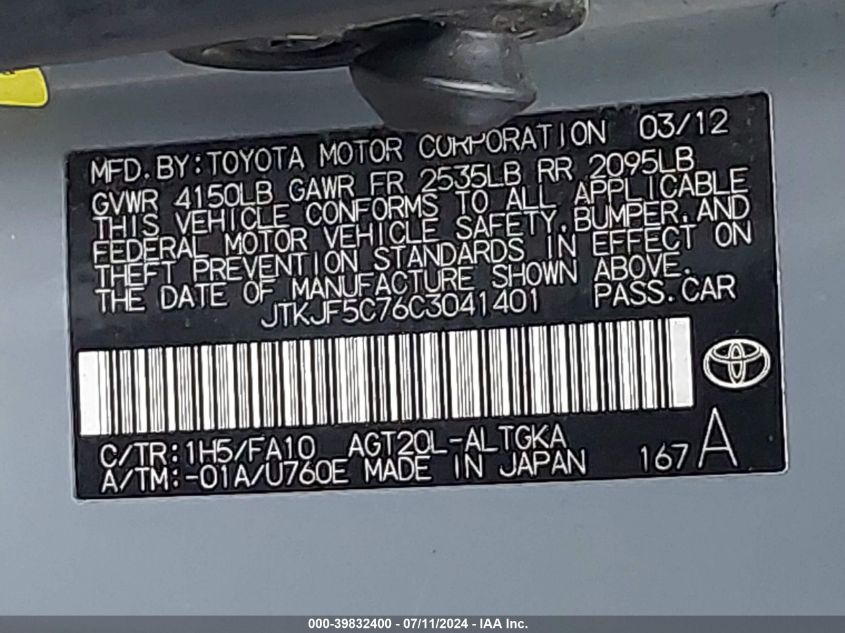 MFD. BY: TOYOTA MOTOR CORPORATION 03/12
GVWR 4150LB GAWR FR 2535LB RR 2095LB
THIS VEHICLE CONFORMS TO ALL APPLICABLE
FEDERAL MOTOR VEHICLE SAFETY, BUMPER, AND
THEFT PREVENTION STANDARDS IN EFFECT ON
THE DATE OF MANUFACTURE SHOWN ABOVE.
JTKJF5C76C3041401 PASS. CAR
C/TR: 1H5/FA10 AGT20L-ALTGKA
A/TM: -01A/U760E MADE IN JAPAN 167 A
000-39832400 - 07/11/2024 - IAA Inc.